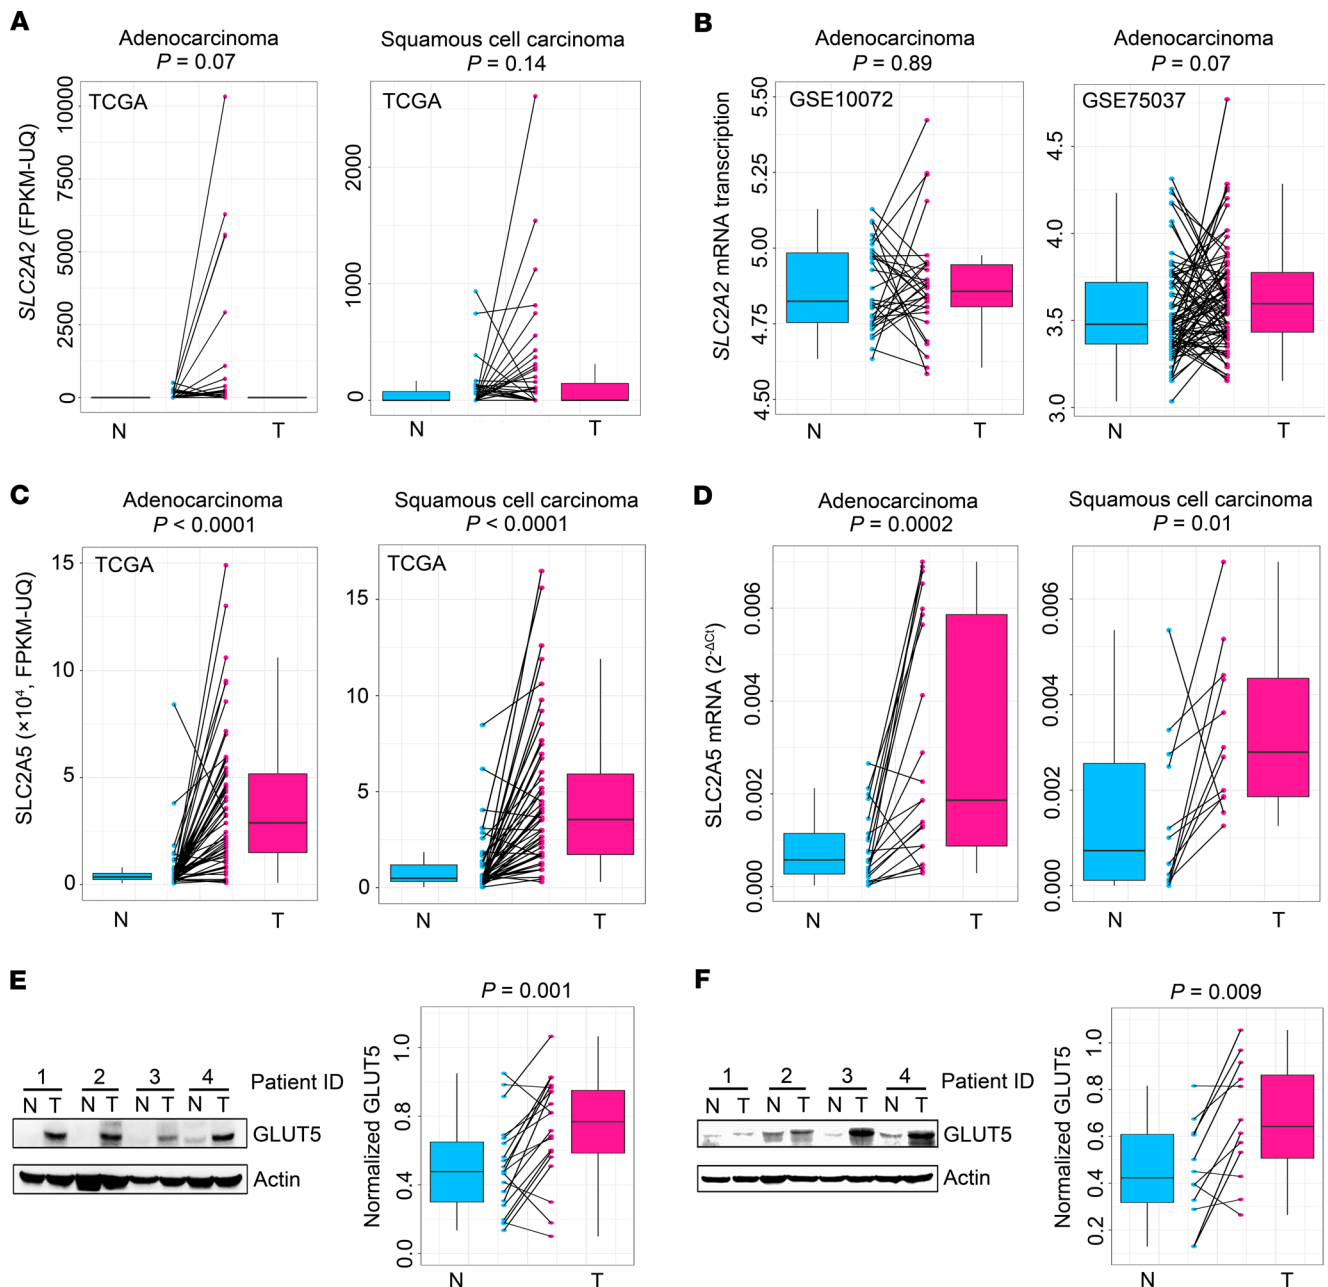 A
Adenocarcinoma
P = 0.07
TCGA
SLC2A2 (FPKM-UQ)
10000
7500
5000
2500
0
N
T
Squamous cell carcinoma
P = 0.14
TCGA
2000
1000
0
N
T
B
Adenocarcinoma
P = 0.89
GSE10072
SLC2A2 mRNA transcription
5.50
5.25
5.00
4.75
4.50
N
T
Adenocarcinoma
P = 0.07
GSE75037
4.5
4.0
3.5
3.0
N
T
C
Adenocarcinoma
P < 0.0001
TCGA
SLC2A5 (×10⁴, FPKM-UQ)
15
10
5
0
N
T
Squamous cell carcinoma
P < 0.0001
TCGA
15
10
5
0
N
T
D
Adenocarcinoma
P = 0.0002
SLC2A5 mRNA (2⁻ΔCt)
0.006
0.004
0.002
0.000
N
T
Squamous cell carcinoma
P = 0.01
0.006
0.004
0.002
0.000
N
T
E
1 2 3 4 Patient ID
N T N T N T N T
GLUT5
Actin
P = 0.001
Normalized GLUT5
1.0
0.8
0.4
0.0
N
T
F
1 2 3 4 Patient ID
N T N T N T N T
GLUT5
Actin
P = 0.009
Normalized GLUT5
1.0
0.8
0.6
0.4
0.2
N
T